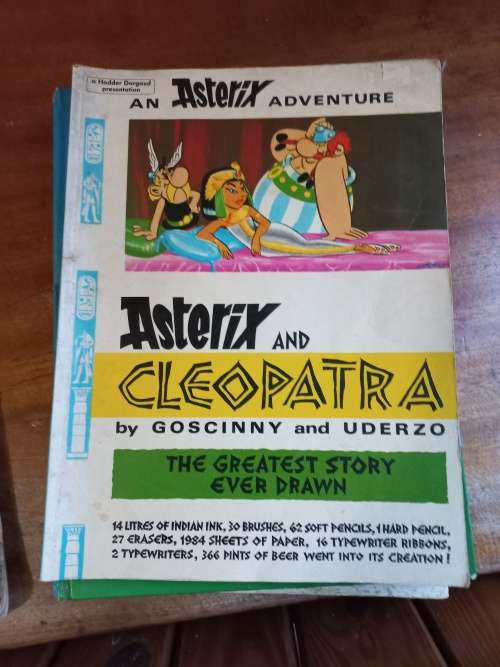 a Hodder Dargaud
presentation
AN Asterix ADVENTURE
Asterix AND
CLEOPATRA
by GOSCINNY and UDERZO
THE GREATEST STORY
EVER DRAWN
14 LITRES OF INDIAN INK, 30 BRUSHES, 62 SOFT PENCILS, 1 HARD PENCIL,
27 ERASERS, 1984 SHEETS OF PAPER, 16 TYPEWRITER RIBBONS,
2 TYPEWRITERS, 366 PINTS OF BEER WENT INTO ITS CREATION!